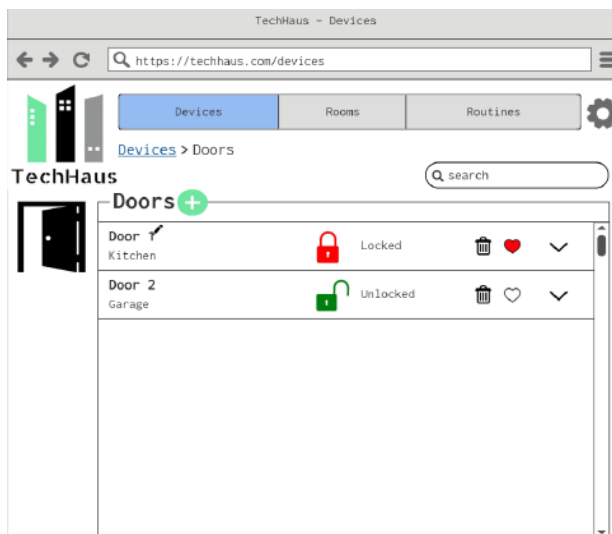 TechHaus - Devices
https://techhaus.com/devices
Devices
Rooms
Routines
Devices > Doors
TechHaus
search
Doors
Door 1
Locked
Kitchen
Door 2
Unlocked
Garage